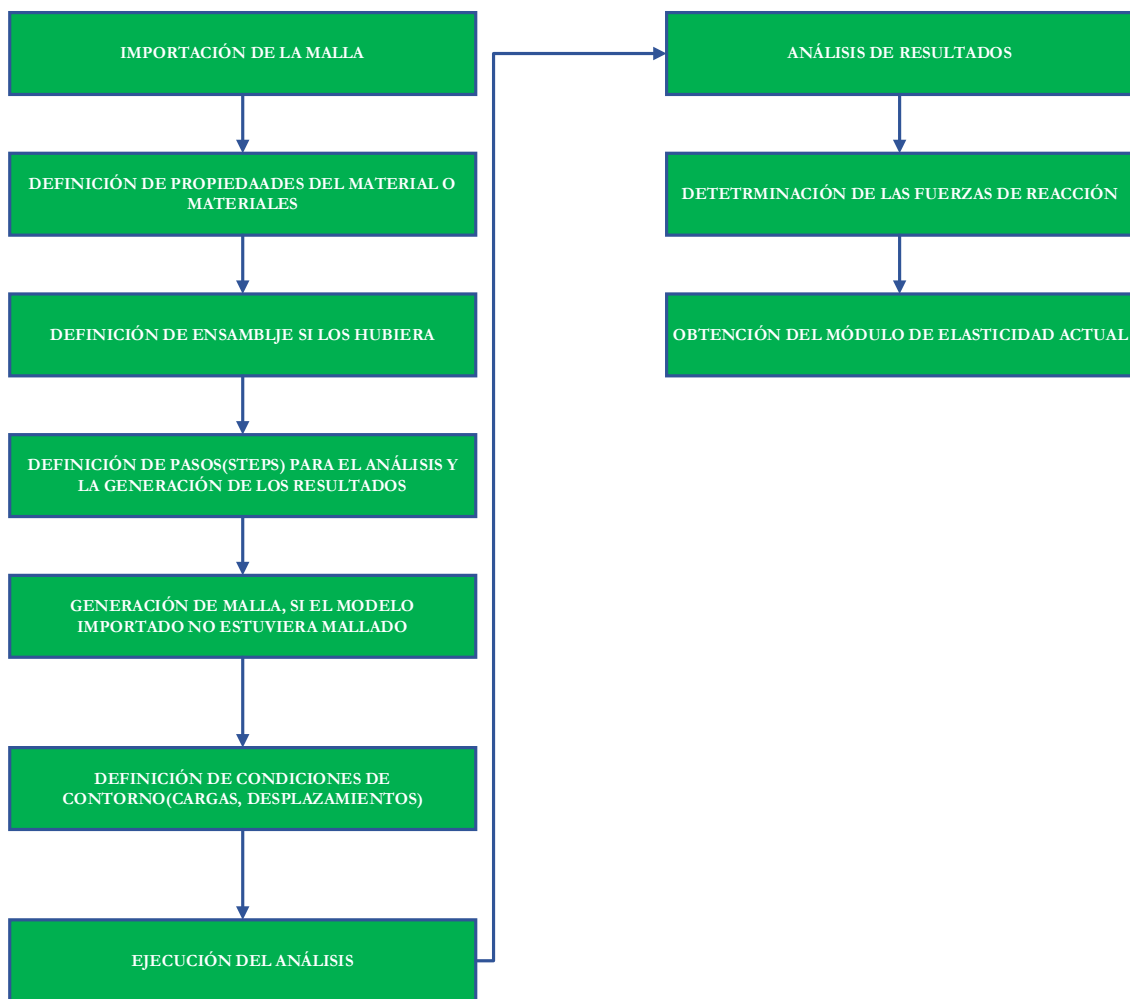 IMPORTACIÓN DE LA MALLA
DEFINICIÓN DE PROPIEDAADES DEL MATERIAL O
MATERIALES
DEFINICIÓN DE ENSAMBLJE SI LOS HUBIERA
DEFINICIÓN DE PASOS(STEPS) PARA EL ANÁLISIS Y
LA GENERACIÓN DE LOS RESULTADOS
GENERACIÓN DE MALLA, SI EL MODELO
IMPORTADO NO ESTUVIERA MALLADO
DEFINICIÓN DE CONDICIONES DE
CONTORNO(CARGAS, DESPLAZAMIENTOS)
EJECUCIÓN DEL ANÁLISIS
ANÁLISIS DE RESULTADOS
DETETRMINACIÓN DE LAS FUERZAS DE REACCIÓN
OBTENCIÓN DEL MÓDULO DE ELASTICIDAD ACTUAL